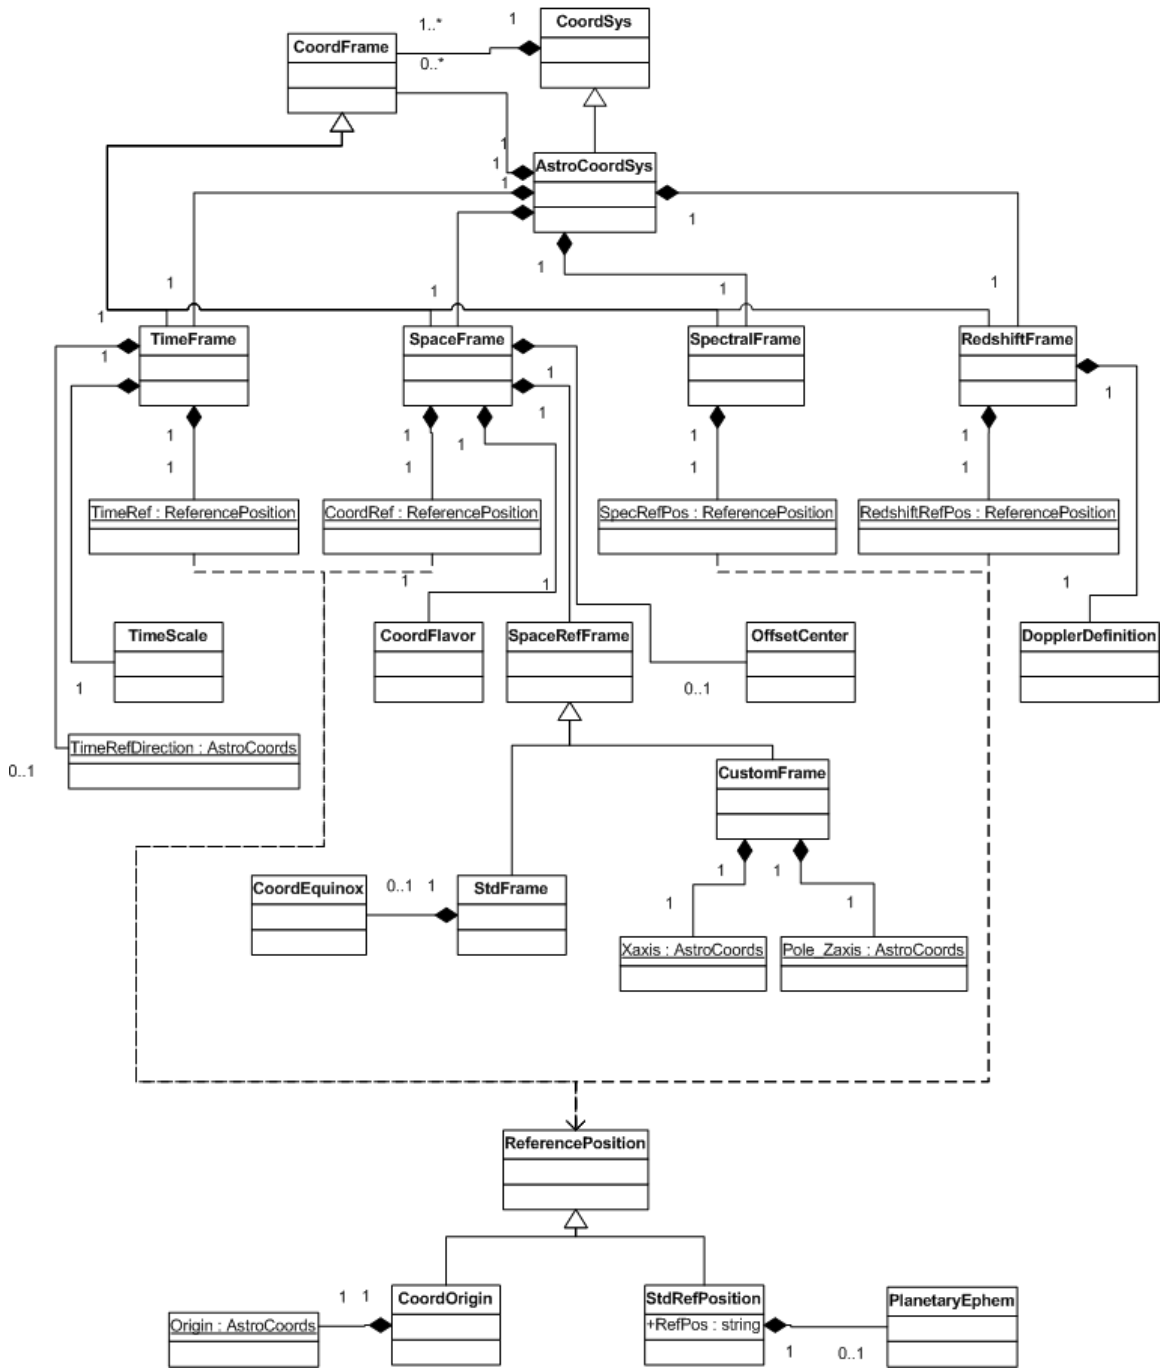 CoordSys
1
1..*
CoordFrame
0..*
1
AstroCoordSys
1
1
1
1
1
1
1
1
1
1
TimeFrame
SpaceFrame
SpectralFrame
RedshiftFrame
1
1
1
1
1
1
1
1
1
1
1
1
1
TimeRef : ReferencePosition
CoordRef : ReferencePosition
SpecRefPos : ReferencePosition
RedshiftRefPos : ReferencePosition
1
1
1
TimeScale
CoordFlavor
SpaceRefFrame
OffsetCenter
DopplerDefinition
1
0..1
TimeRefDirection : AstroCoords
0..1
CustomFrame
1
1
CoordEquinox
0..1
1
StdFrame
1
1
Xaxis : AstroCoords
Pole_Zaxis : AstroCoords
ReferencePosition
1
1
CoordOrigin
StdRefPosition
PlanetaryEphem
Origin : AstroCoords
+RefPos : string
1
0..1